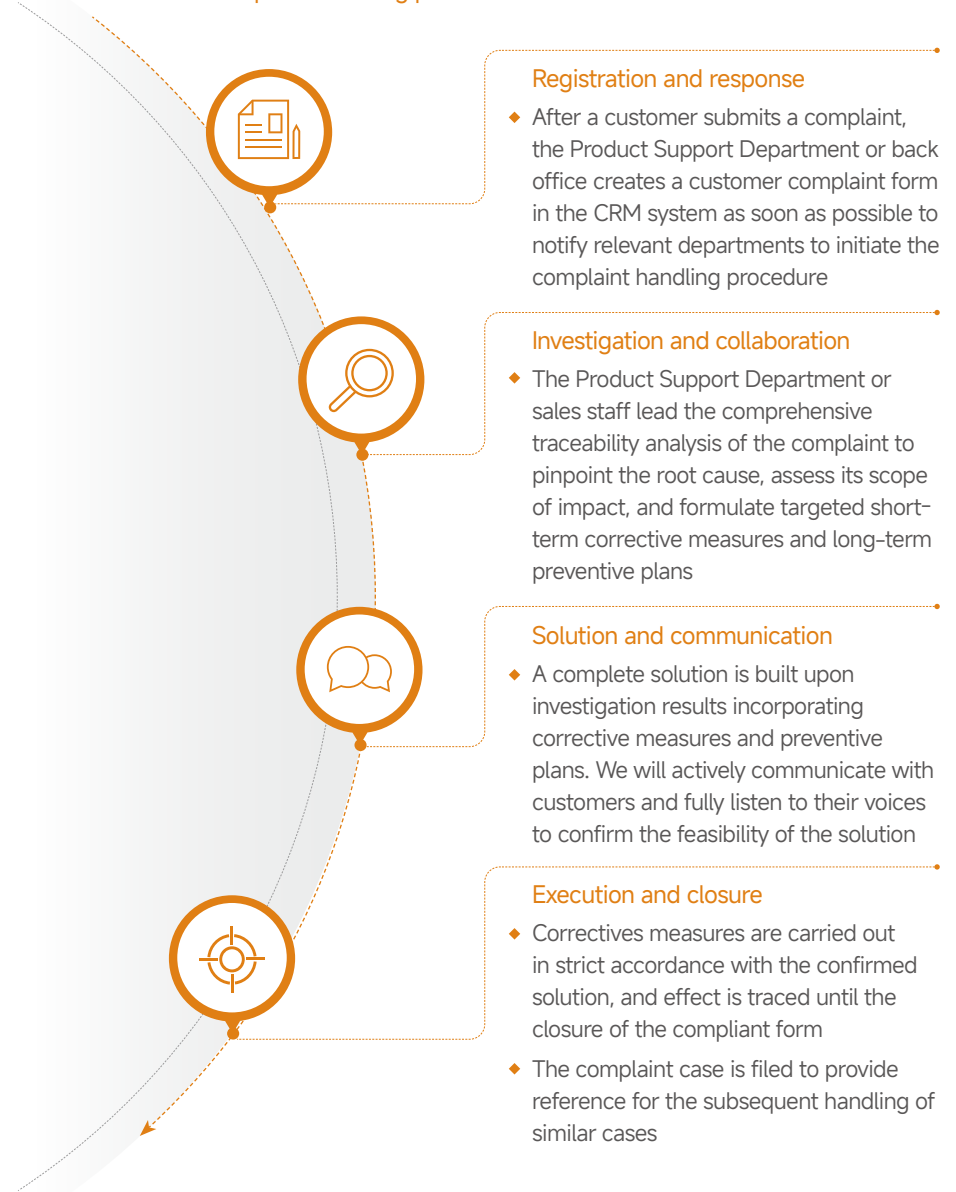 Registration and response
◆ After a customer submits a complaint,
the Product Support Department or back
office creates a customer complaint form
in the CRM system as soon as possible to
notify relevant departments to initiate the
complaint handling procedure
Investigation and collaboration
◆ The Product Support Department or
sales staff lead the comprehensive
traceability analysis of the complaint to
pinpoint the root cause, assess its scope
of impact, and formulate targeted short-
term corrective measures and long-term
preventive plans
Solution and communication
◆ A complete solution is built upon
investigation results incorporating
corrective measures and preventive
plans. We will actively communicate with
customers and fully listen to their voices
to confirm the feasibility of the solution
Execution and closure
◆ Correctives measures are carried out
in strict accordance with the confirmed
solution, and effect is traced until the
closure of the compliant form
◆ The complaint case is filed to provide
reference for the subsequent handling of
similar cases